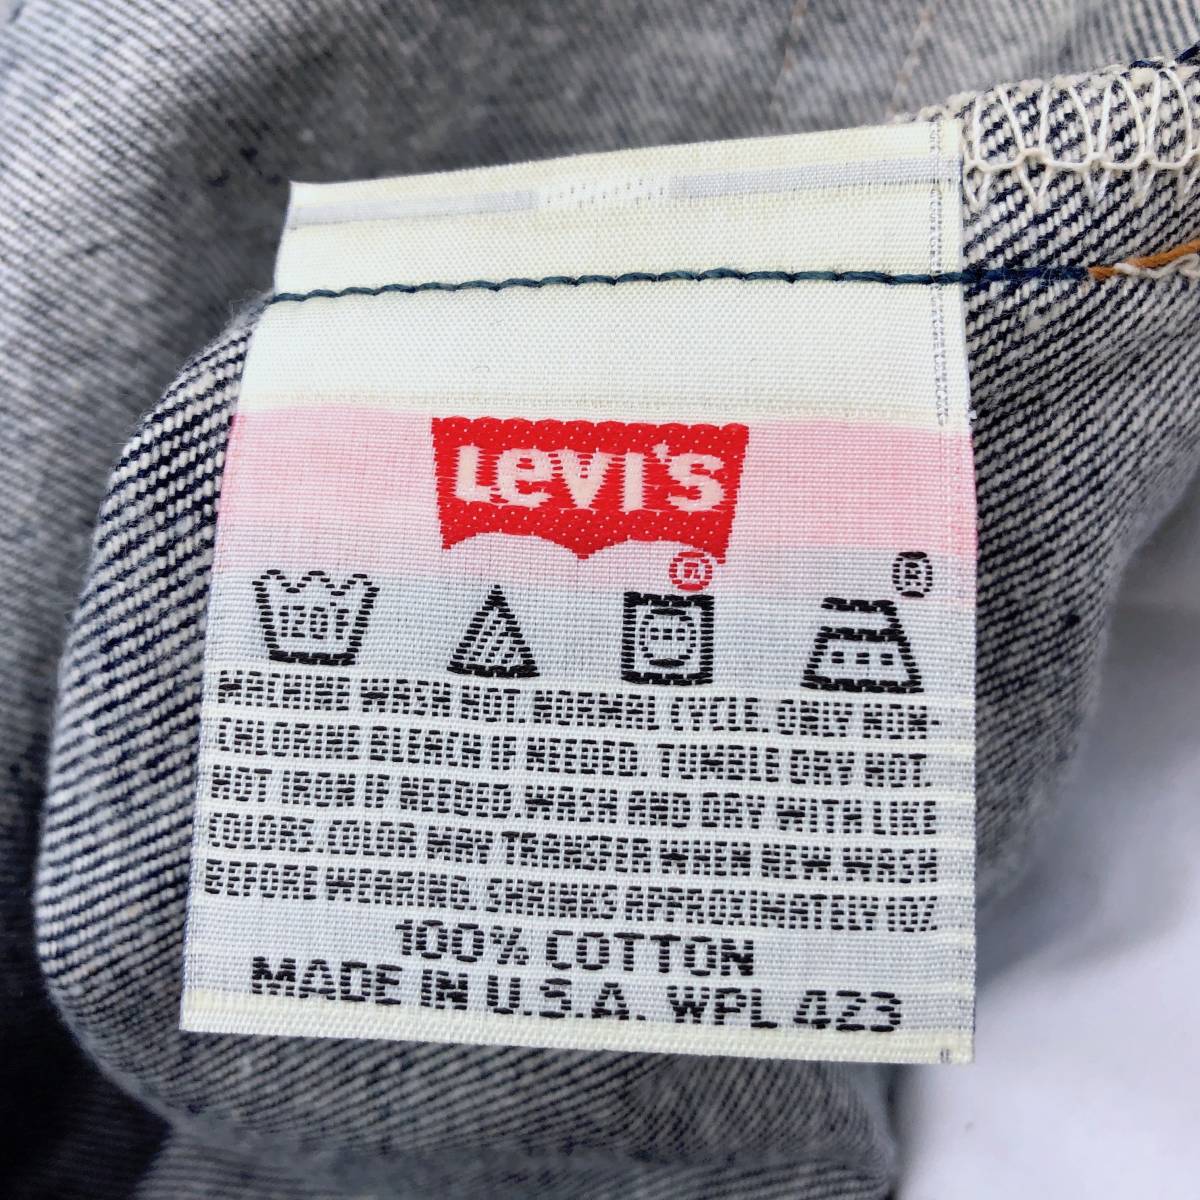 Levi's
®
®
120°F
MACHINE WASH HOT. NORMAL CYCLE. ONLY NON-
CHLORINE BLEACH IF NEEDED. TUMBLE DRY HOT.
HOT IRON IF NEEDED. WASH AND DRY WITH LIKE
COLORS. COLOR MAY TRANSFER WHEN NEW. WASH
BEFORE WEARING. SHRINKS APPROXIMATELY 10%.
100% COTTON
MADE IN U.S.A. WPL 423